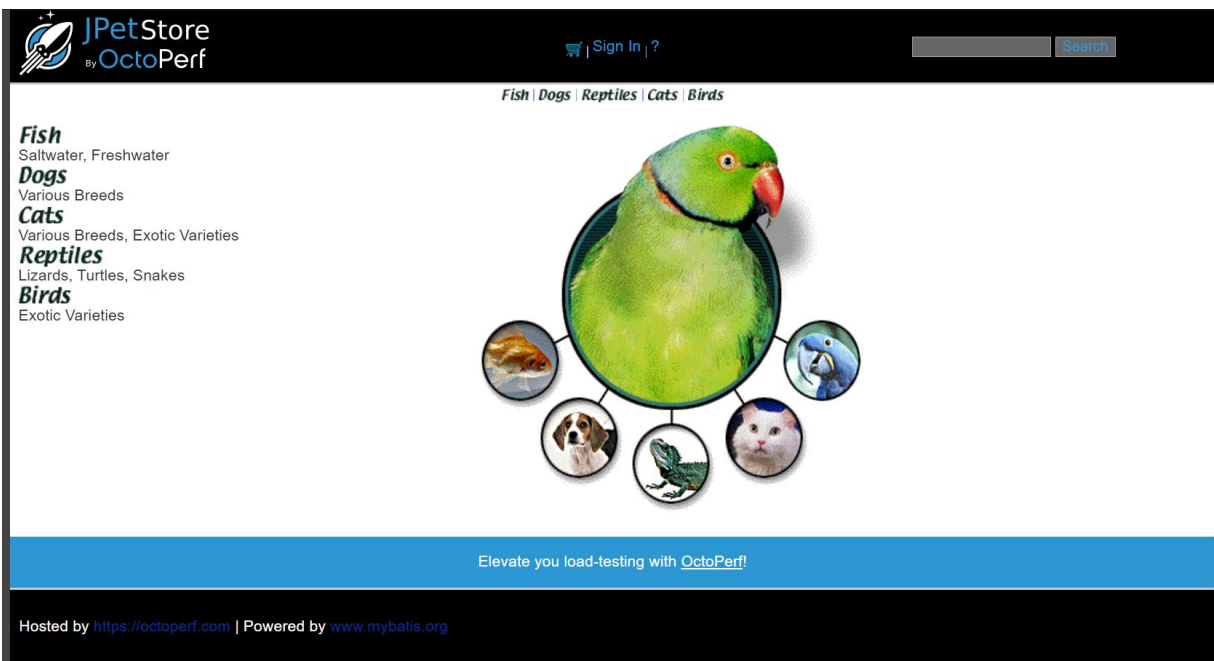 JPetStore
By OctoPerf
| Sign In | ?
Search
Fish | Dogs | Reptiles | Cats | Birds
Fish
Saltwater, Freshwater
Dogs
Various Breeds
Cats
Various Breeds, Exotic Varieties
Reptiles
Lizards, Turtles, Snakes
Birds
Exotic Varieties
Elevate you load-testing with OctoPerf!
Hosted by https://octoperf.com | Powered by www.mybatis.org